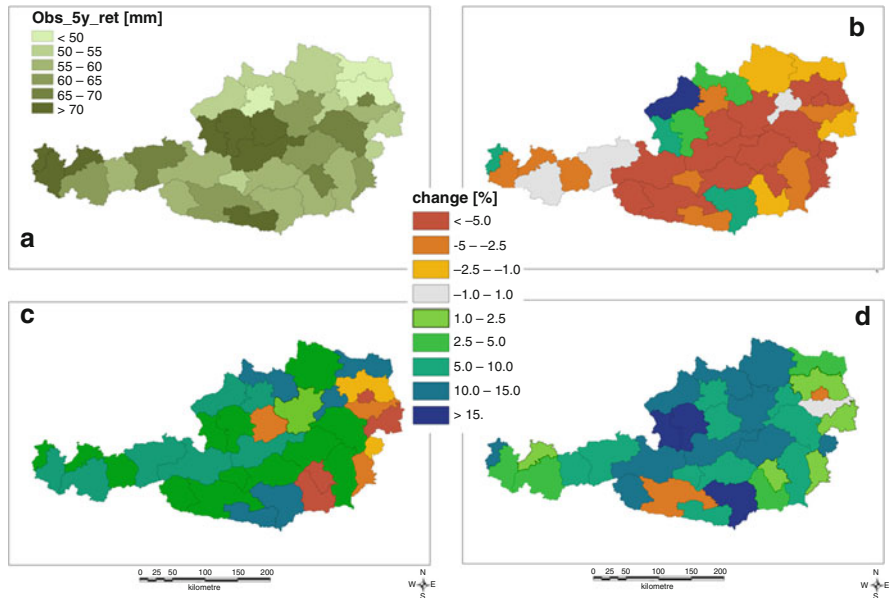 Obs_5y_ret [mm]
< 50
50 – 55
55 – 60
60 – 65
65 – 70
> 70
a
b
change [%]
< –5.0
-5 – –2.5
–2.5 – –1.0
–1.0 – 1.0
1.0 – 2.5
2.5 – 5.0
5.0 – 10.0
10.0 – 15.0
> 15.
c
d
0 25 50 100 150 200
kilometre
N
W E
S
0 25 50 100 150 200
kilometre
N
W E
S